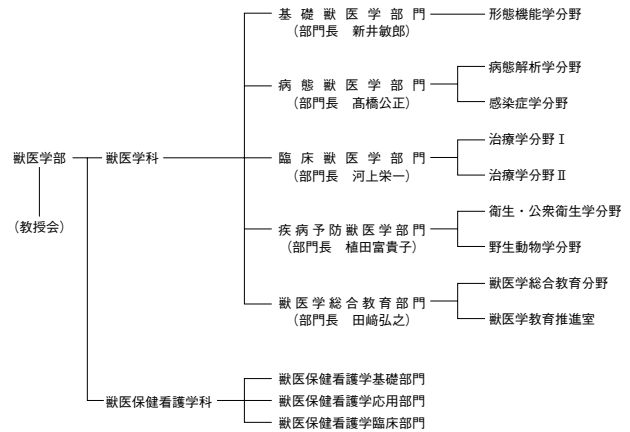 基礎獣医学部門
(部門長 新井敏郎)
形態機能学分野
病態獣医学部門
(部門長 髙橋公正)
病態解析学分野
感染症学分野
獣医学部
(教授会)
獣医学科
臨床獣医学部門
(部門長 河上栄一)
治療学分野Ⅰ
治療学分野Ⅱ
疾病予防獣医学部門
(部門長 植田富貴子)
衛生・公衆衛生学分野
野生動物学分野
獣医学総合教育部門
(部門長 田﨑弘之)
獣医学総合教育分野
獣医学教育推進室
獣医保健看護学科
獣医保健看護学基礎部門
獣医保健看護学応用部門
獣医保健看護学臨床部門